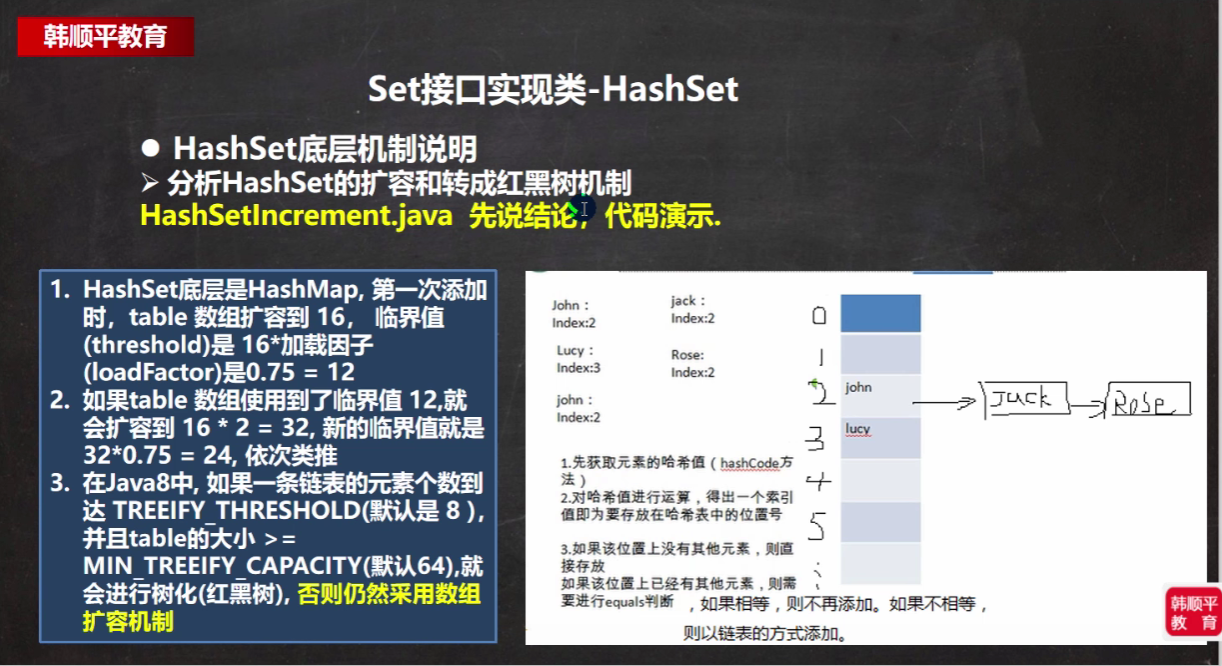 韩顺平教育
Set接口实现类-HashSet
● HashSet底层机制说明
➢ 分析HashSet的扩容和转成红黑树机制
HashSetIncrement.java 先说结论，代码演示.
1. HashSet底层是HashMap, 第一次添加
时，table 数组扩容到 16， 临界值
(threshold)是 16*加载因子
(loadFactor)是0.75 = 12
2. 如果table 数组使用到了临界值 12,就
会扩容到 16 * 2 = 32, 新的临界值就是
32*0.75 = 24, 依次类推
3. 在Java8中, 如果一条链表的元素个数到
达 TREEIFY_THRESHOLD(默认是 8 ),
并且table的大小 >=
MIN_TREEIFY_CAPACITY(默认64),就
会进行树化(红黑树), 否则仍然采用数组
扩容机制
John：
Index:2
jack：
Index:2
Lucy：
Index:3
Rose:
Index:2
john：
Index:2
1.先获取元素的哈希值（hashCode方
法）
2.对哈希值进行运算，得出一个索引
值即为要存放在哈希表中的位置号
3.如果该位置上没有其他元素，则直
接存放
如果该位置上已经有其他元素，则需
要进行equals判断 ，如果相等，则不再添加。如果不相等，
则以链表的方式添加。
0
1
2 john Jack Rose
3 lucy
4
5
韩顺平
教 育